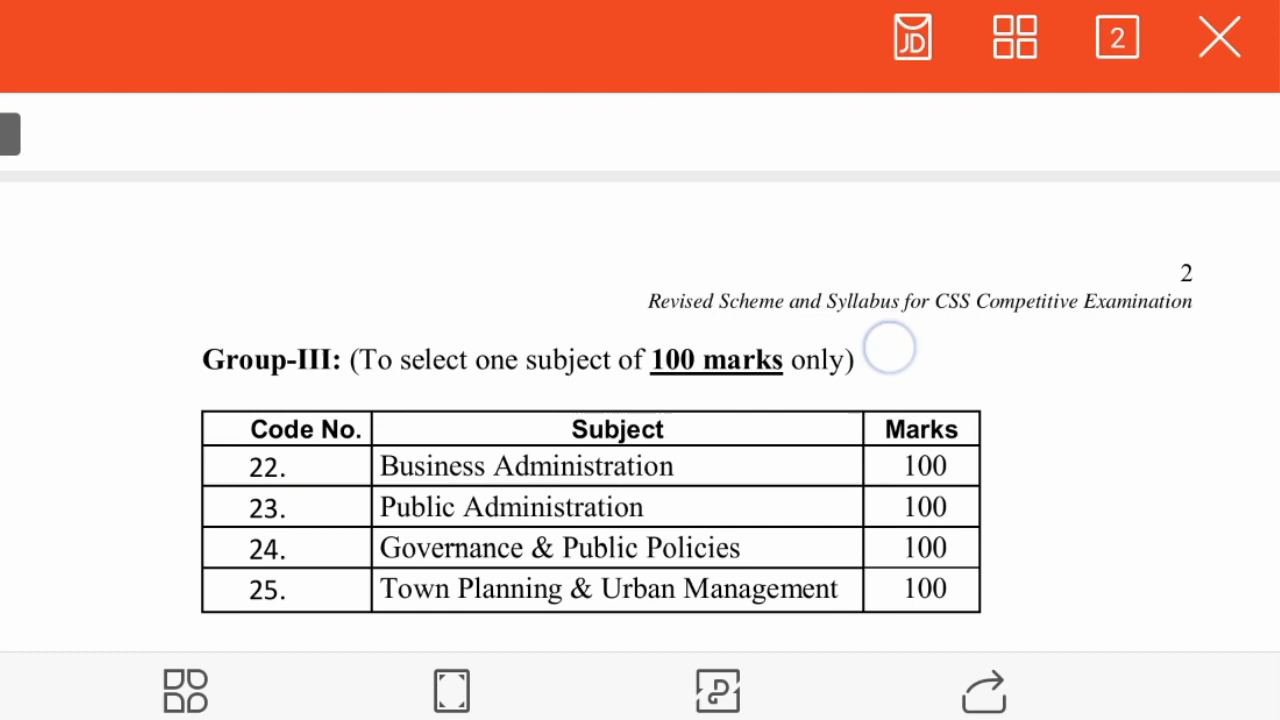 JD
2
2
Revised Scheme and Syllabus for CSS Competitive Examination
Group-III: (To select one subject of 100 marks only)
Code No. Subject Marks
22. Business Administration 100
23. Public Administration 100
24. Governance & Public Policies 100
25. Town Planning & Urban Management 100